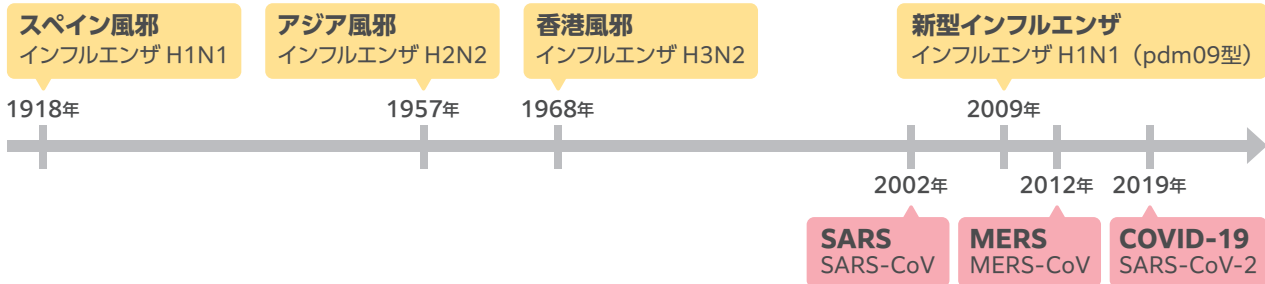 スペイン風邪
インフルエンザ H1N1
アジア風邪
インフルエンザ H2N2
香港風邪
インフルエンザ H3N2
新型インフルエンザ
インフルエンザ H1N1（pdm09型）
1918年
1957年
1968年
2009年
2002年
2012年
2019年
SARS
SARS-CoV
MERS
MERS-CoV
COVID-19
SARS-CoV-2